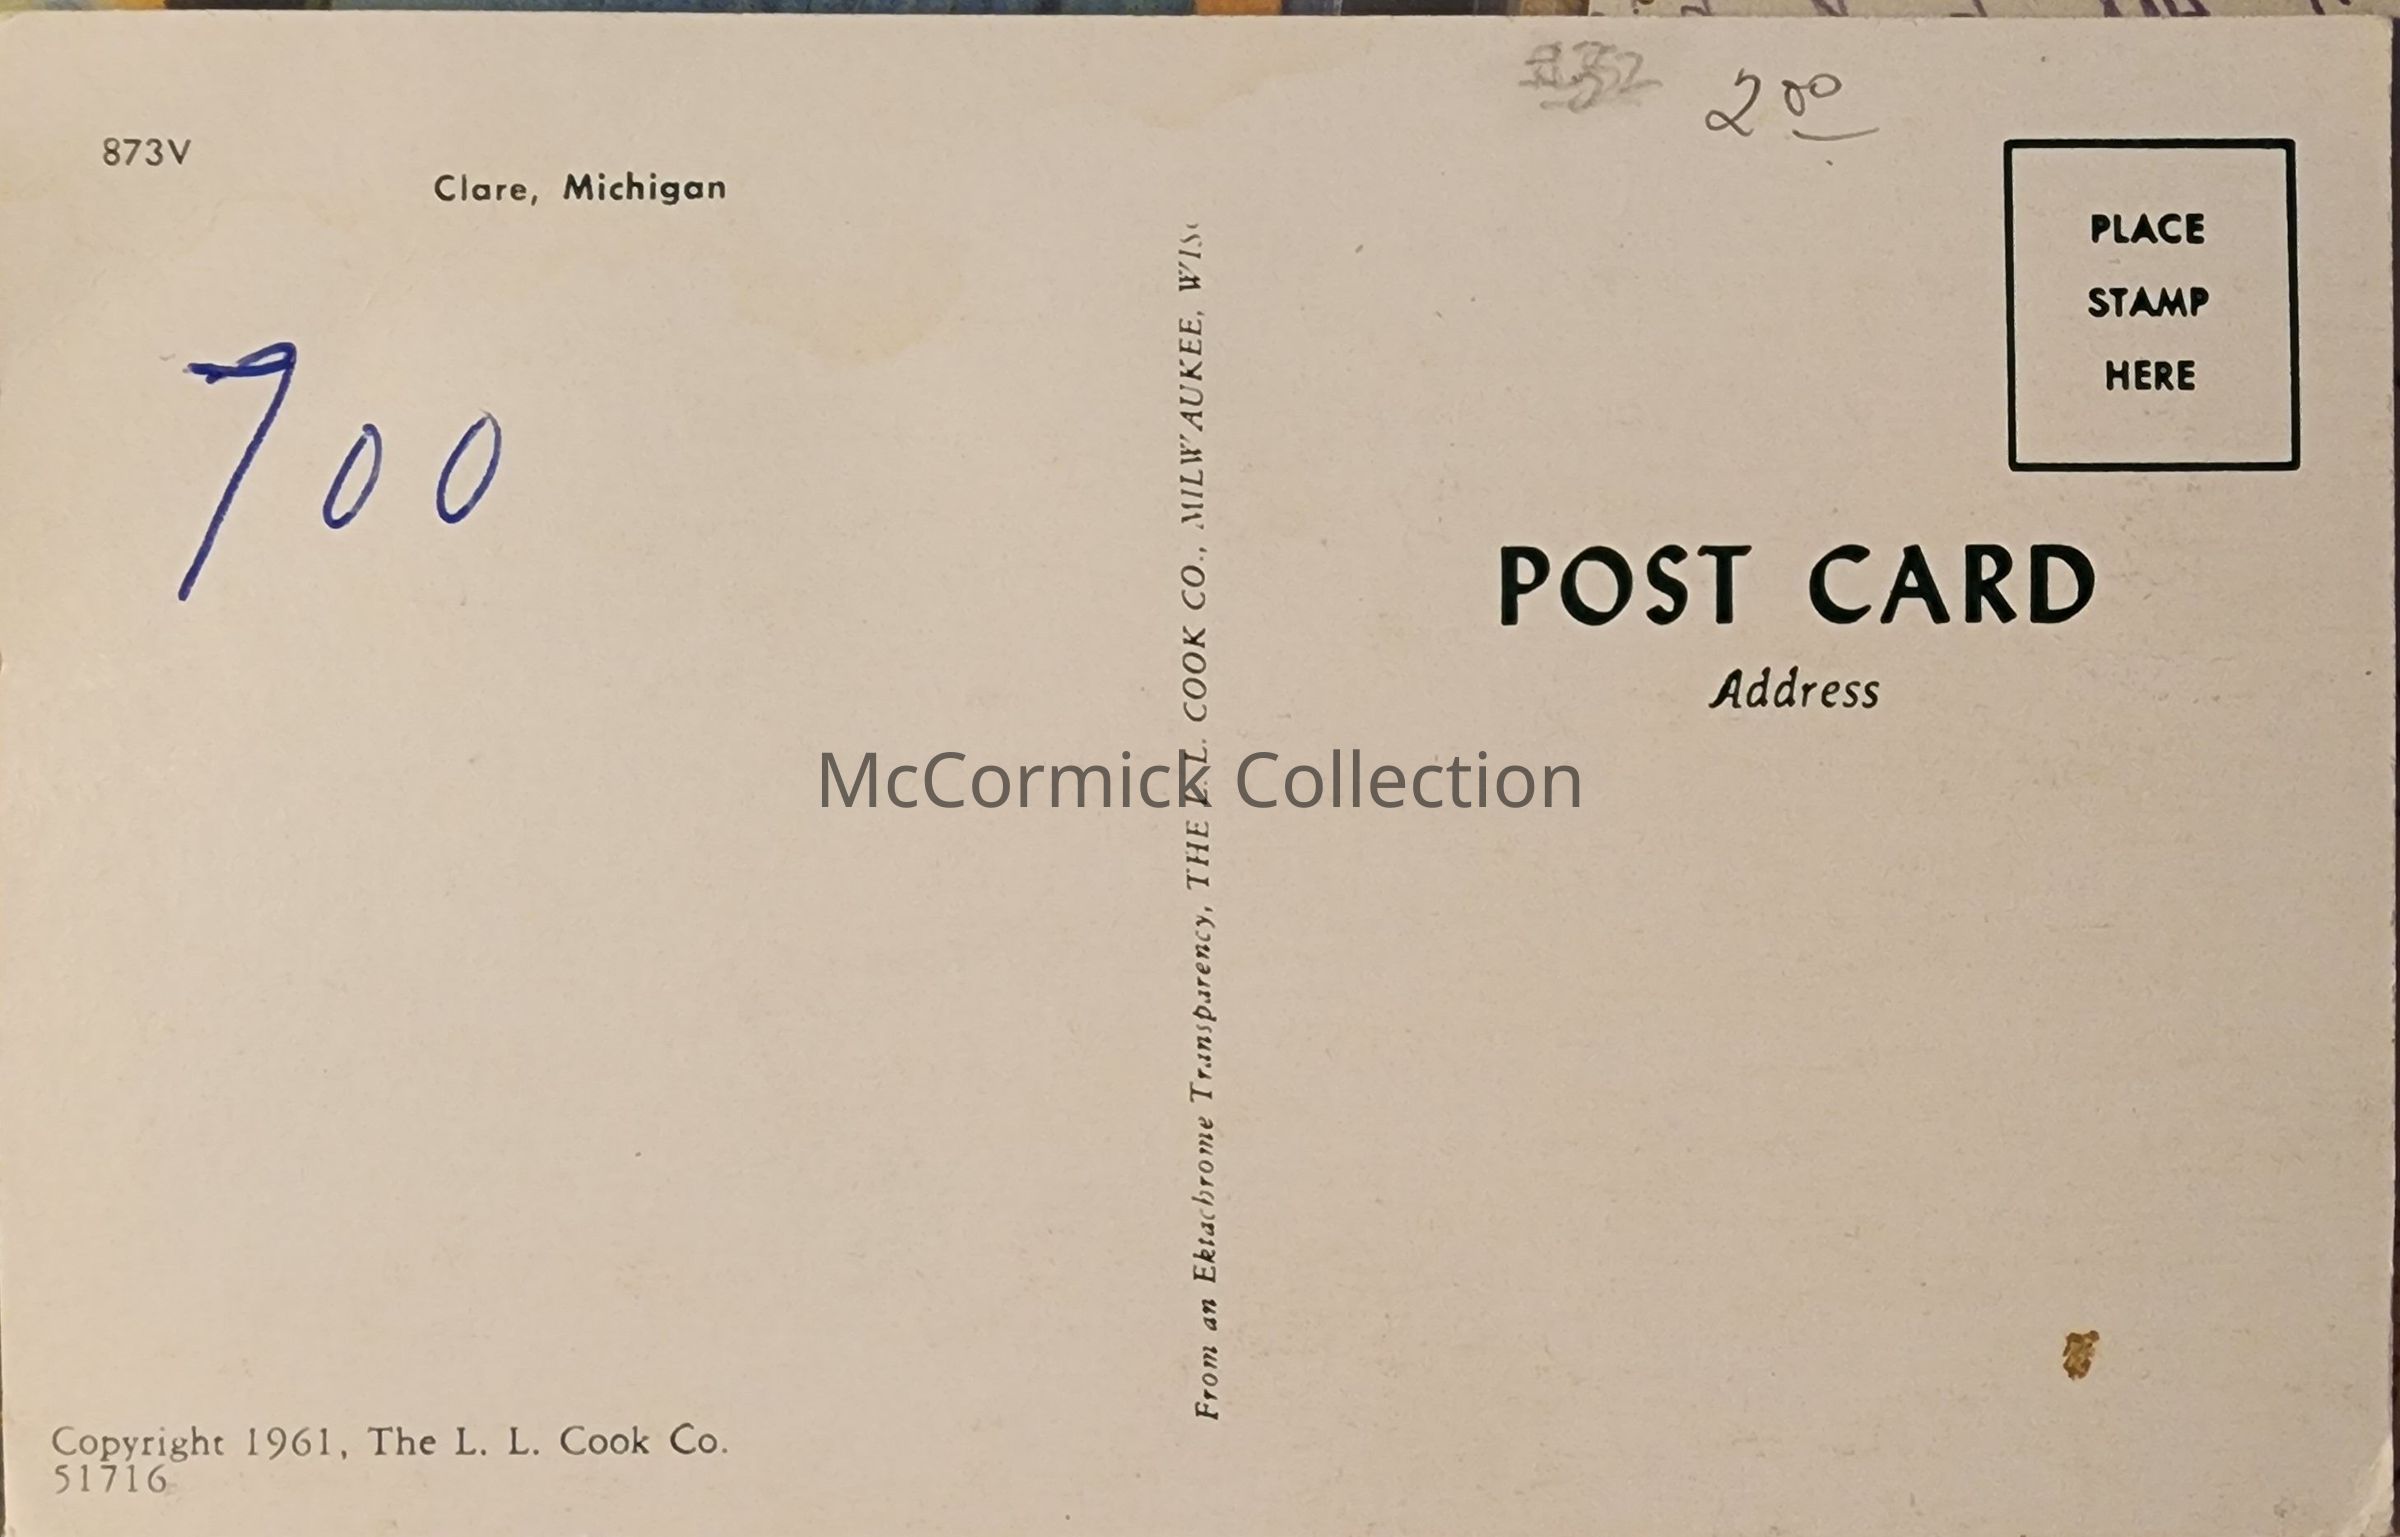 2 00
873V
Clare, Michigan
PLACE
STAMP
HERE
700
POST CARD
Address
From an Ektachrome Transparency, THE L. L. COOK CO., MILWAUKEE, WISC
McCormick Collection
Copyright 1961, The L. L. Cook Co.
51716